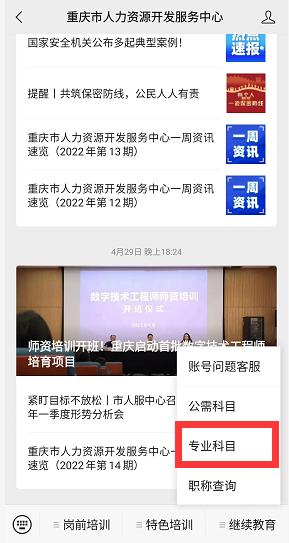 重庆市人力资源开发服务中心
国家安全机关公布多起典型案例！
热点
速报
提醒丨共筑保密防线，公民人人有责
重庆市人力资源开发服务中心一周资讯
速览（2022年第13期）
一周
资讯
重庆市人力资源开发服务中心一周资讯
速览（2022年第12期）
一周
资讯
4月29日 晚上18:24
数字技术工程师师资培训
开班仪式
师资培训开班！重庆启动首批数字技术工程师
培育项目
紧盯目标不放松丨市人服中心召
年一季度形势分析会
重庆市人力资源开发服务中心一
速览（2022年第14
账号问题客服
公需科目
专业科目
职称查询
岗前培训
特色培训
继续教育